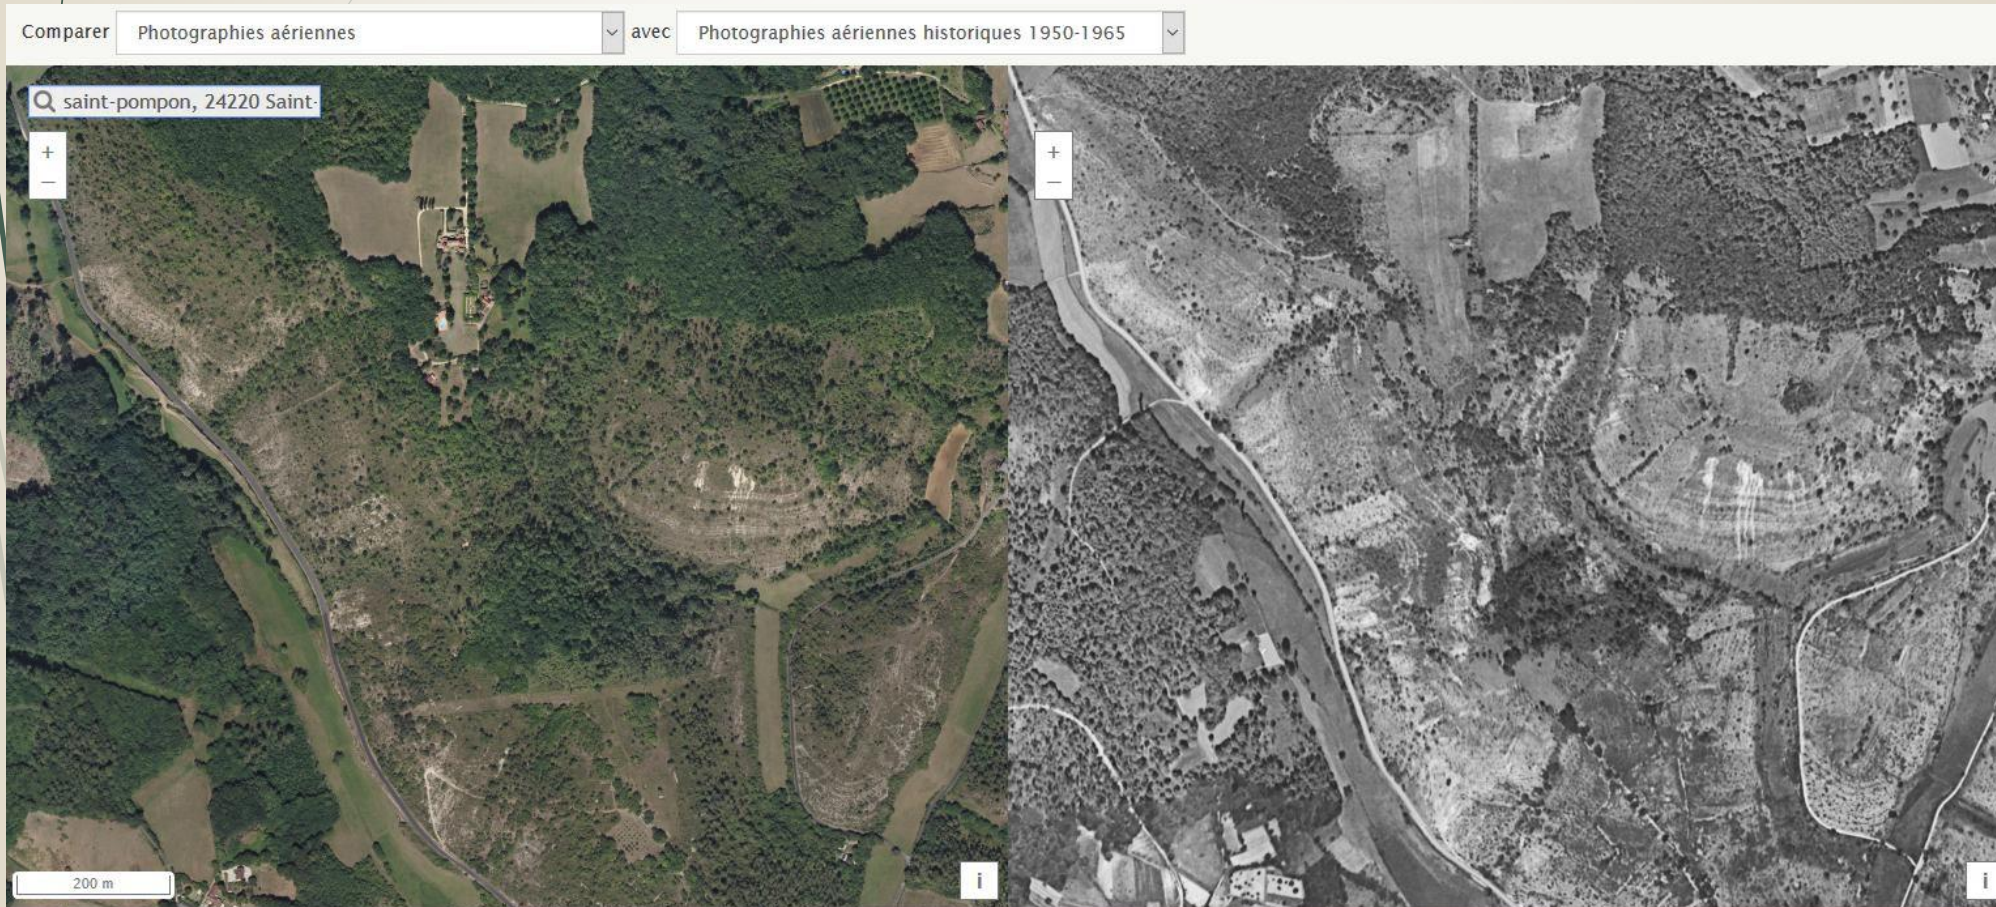 Comparer Photographies aériennes avec Photographies aériennes historiques 1950-1965
saint-pompon, 24220 Saint-
+
–
+
–
200 m
i
i